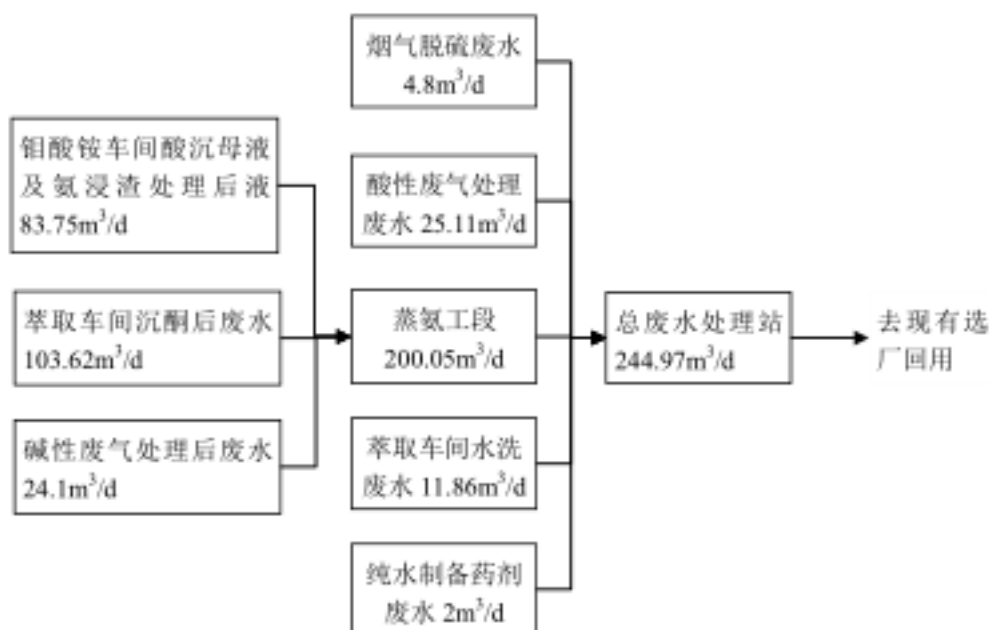 烟气脱硫废水
4.8m³/d
钼酸铵车间酸沉母液
及氨浸渣处理后液
83.75m³/d
酸性废气处理
废水 25.11m³/d
萃取车间沉酮后废水
103.62m³/d
蒸氨工段
200.05m³/d
总废水处理站
244.97m³/d
去现有选
厂回用
碱性废气处理后废水
24.1m³/d
萃取车间水洗
废水 11.86m³/d
纯水制备药剂
废水 2m³/d